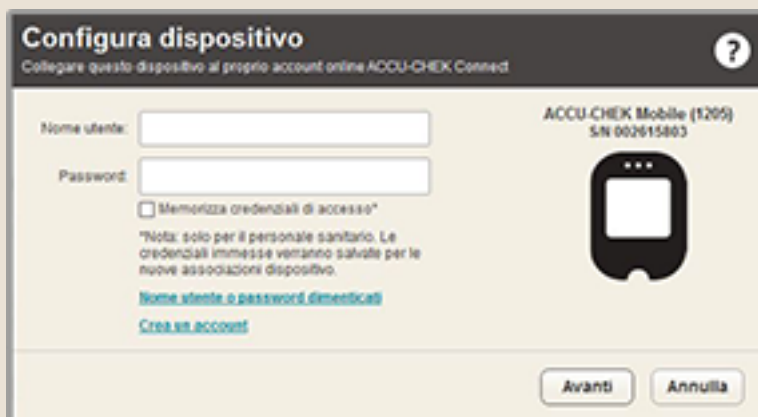 Configura dispositivo
Collegare questo dispositivo al proprio account online ACCU-CHEK Connect
?
Nome utente:
Password:
Memorizza credenziali di accesso*
*Nota: solo per il personale sanitario. Le
credenziali immesse verranno salvate per le
nuove associazioni dispositivo.
Nome utente o password dimenticati
Crea un account
ACCU-CHEK Mobile (1205)
S/N 002615803
Avanti
Annulla